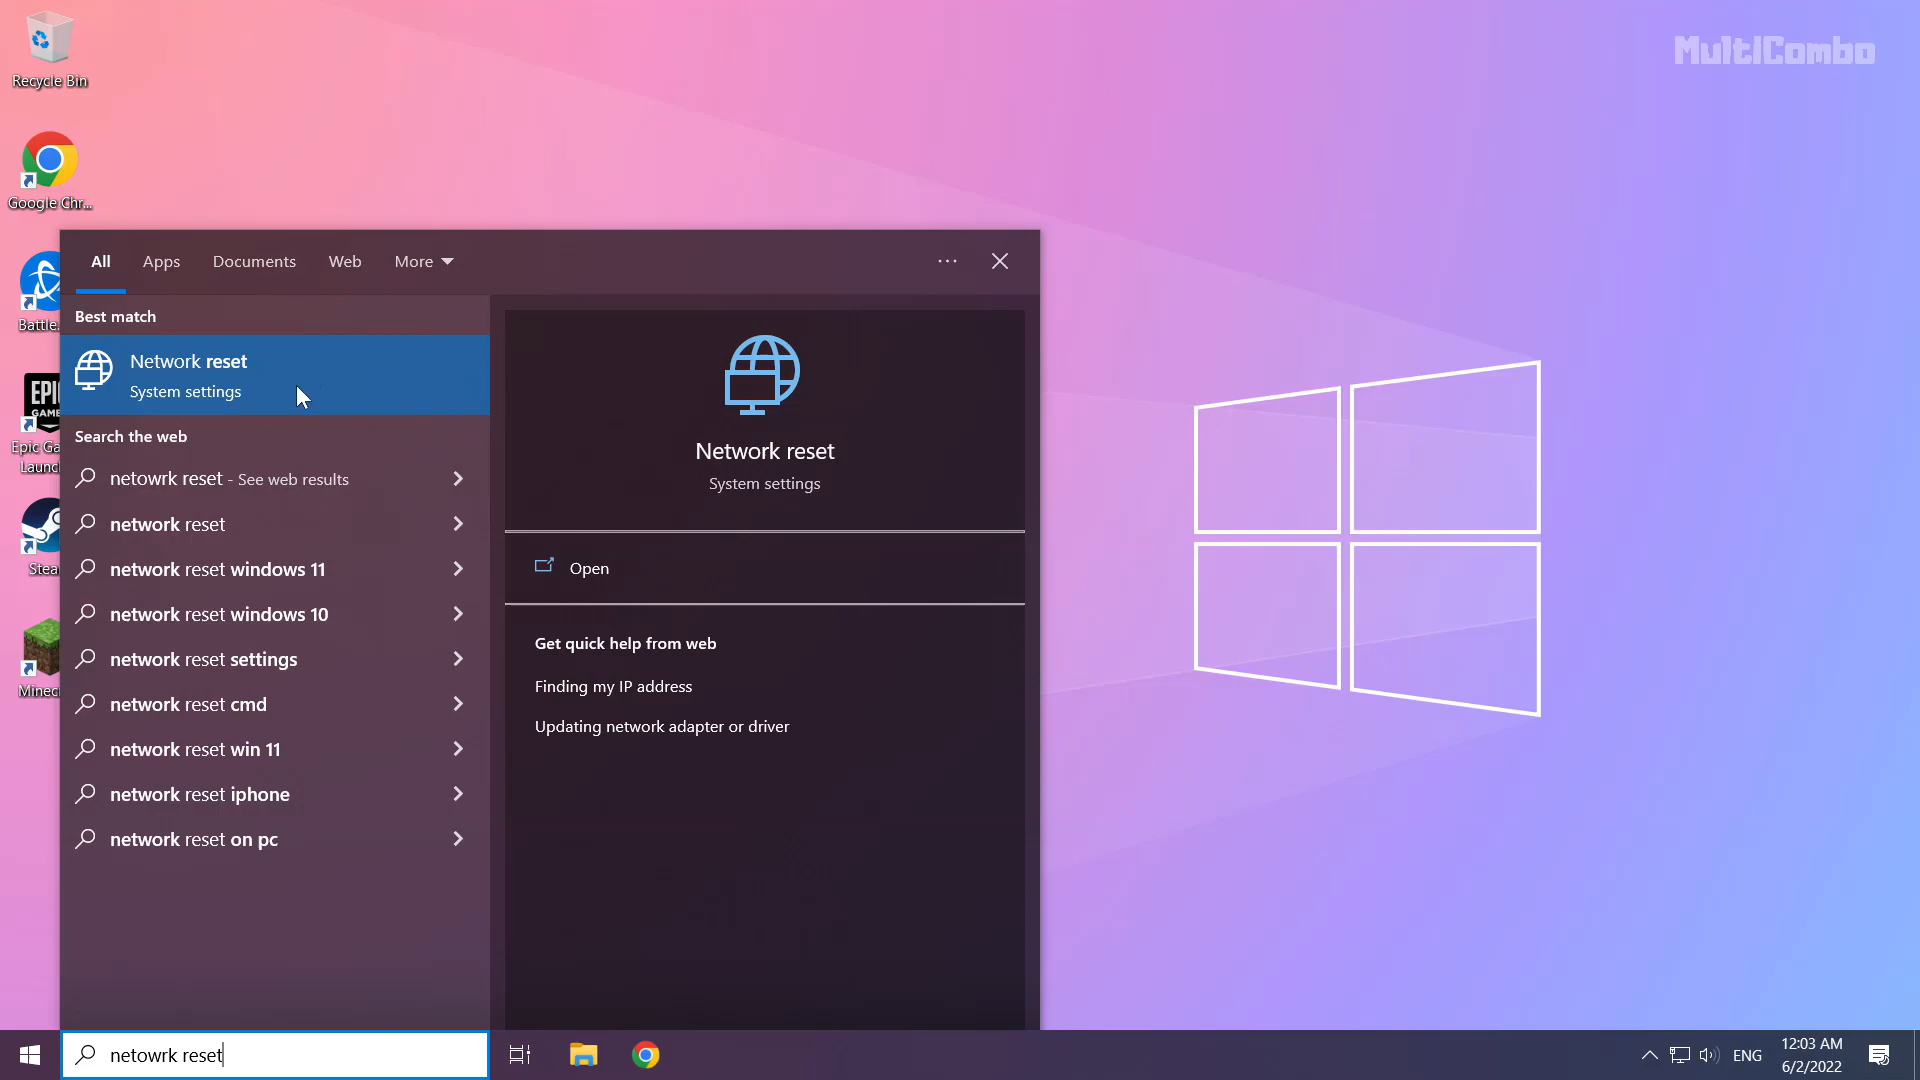 Recycle Bin
MultiCombo
Google Chr...
Battle.
EPIC
GAME
Epic Ga
Launc
Stea
Minec
All
Apps
Documents
Web
More
Best match
Network reset
System settings
Search the web
netowrk reset - See web results
network reset
network reset windows 11
network reset windows 10
network reset settings
network reset cmd
network reset win 11
network reset iphone
network reset on pc
Network reset
System settings
Open
Get quick help from web
Finding my IP address
Updating network adapter or driver
netowrk reset
ENG
12:03 AM
6/2/2022